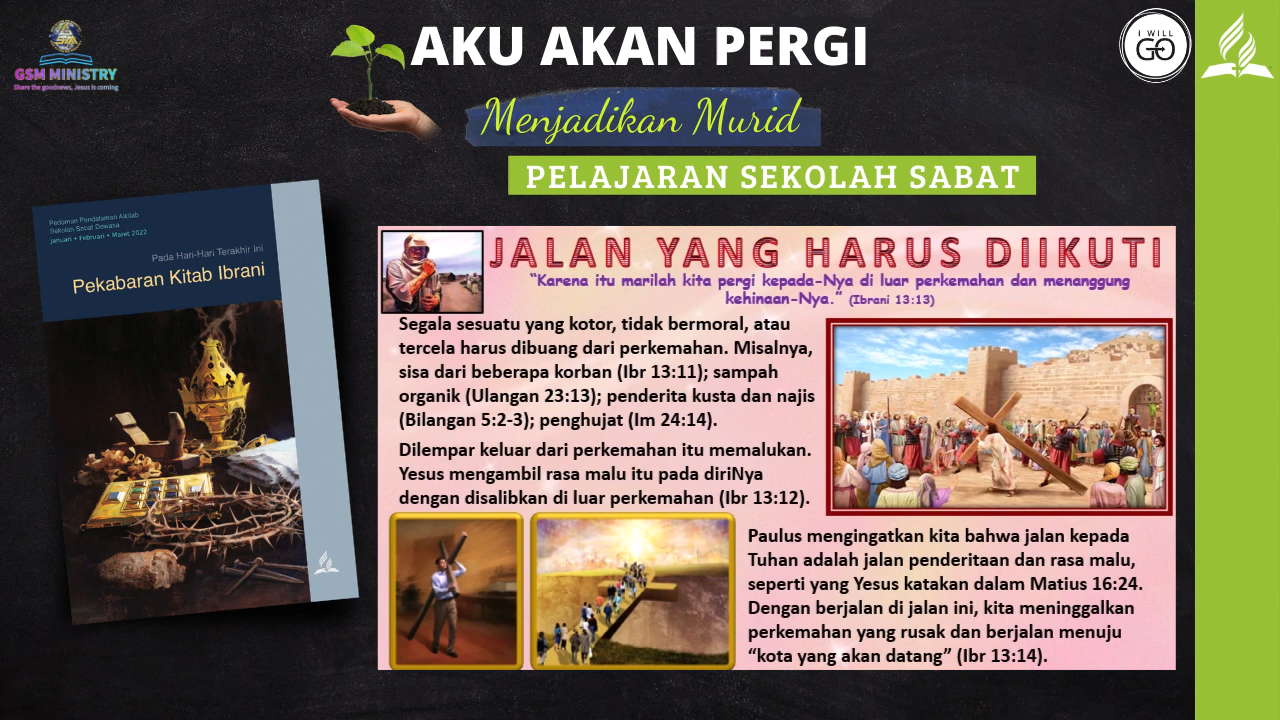 GSM MINISTRY
Share the goodnews, Jesus is coming
AKU AKAN PERGI
Menjadikan Murid
PELAJARAN SEKOLAH SABAT
I WILL
GO
Pedoman Pendalaman Alkitab
Sekolah Sabat Dewasa
Januari • Februari • Maret 2022
Pada Hari-Hari Terakhir Ini
Pekabaran Kitab Ibrani
JALAN YANG HARUS DIIKUTI
“Karena itu marilah kita pergi kepada-Nya di luar perkemahan dan menanggung
kehinaan-Nya.” (Ibrani 13:13)
Segala sesuatu yang kotor, tidak bermoral, atau
tercela harus dibuang dari perkemahan. Misalnya,
sisa dari beberapa korban (Ibr 13:11); sampah
organik (Ulangan 23:13); penderita kusta dan najis
(Bilangan 5:2-3); penghujat (Im 24:14).
Dilempar keluar dari perkemahan itu memalukan.
Yesus mengambil rasa malu itu pada diriNya
dengan disalibkan di luar perkemahan (Ibr 13:12).
Paulus mengingatkan kita bahwa jalan kepada
Tuhan adalah jalan penderitaan dan rasa malu,
seperti yang Yesus katakan dalam Matius 16:24.
Dengan berjalan di jalan ini, kita meninggalkan
perkemahan yang rusak dan berjalan menuju
“kota yang akan datang” (Ibr 13:14).